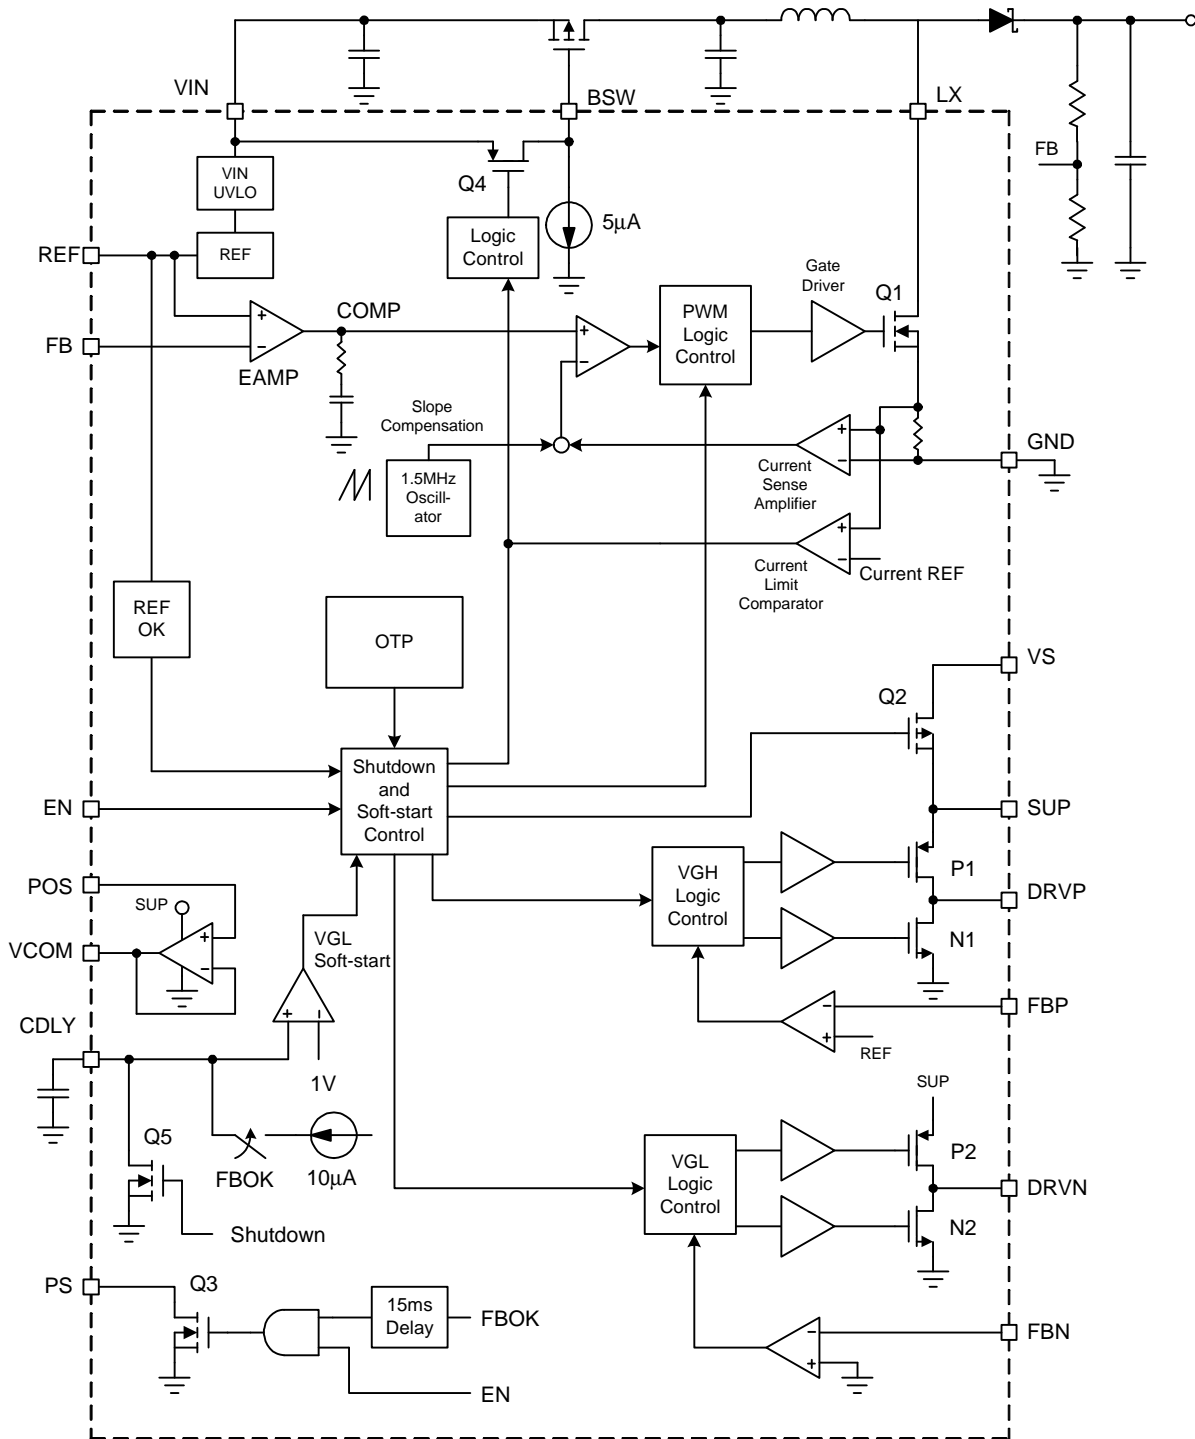 VIN
BSW
LX
FB
VIN
UVLO
Q4
5μA
REF
REF
Logic
Control
Gate
Driver
Q1
COMP
PWM
Logic
Control
+
−
+
−
FB
EAMP
Slope
Compensation
+
−
GND
1.5MHz
Oscill-
ator
Current
Sense
Amplifier
+
−
Current REF
Current
Limit
Comparator
REF
OK
OTP
VS
Q2
Shutdown
and
Soft-start
Control
EN
SUP
VGH
Logic
Control
P1
POS
DRVP
SUP
+
−
VCOM
VGL
Soft-start
N1
−
FBP
+
REF
CDLY
+
−
1V
SUP
Q5
FBOK
10μA
VGL
Logic
Control
P2
DRVN
N2
Shutdown
PS
Q3
15ms
Delay
FBOK
−
FBN
+
EN